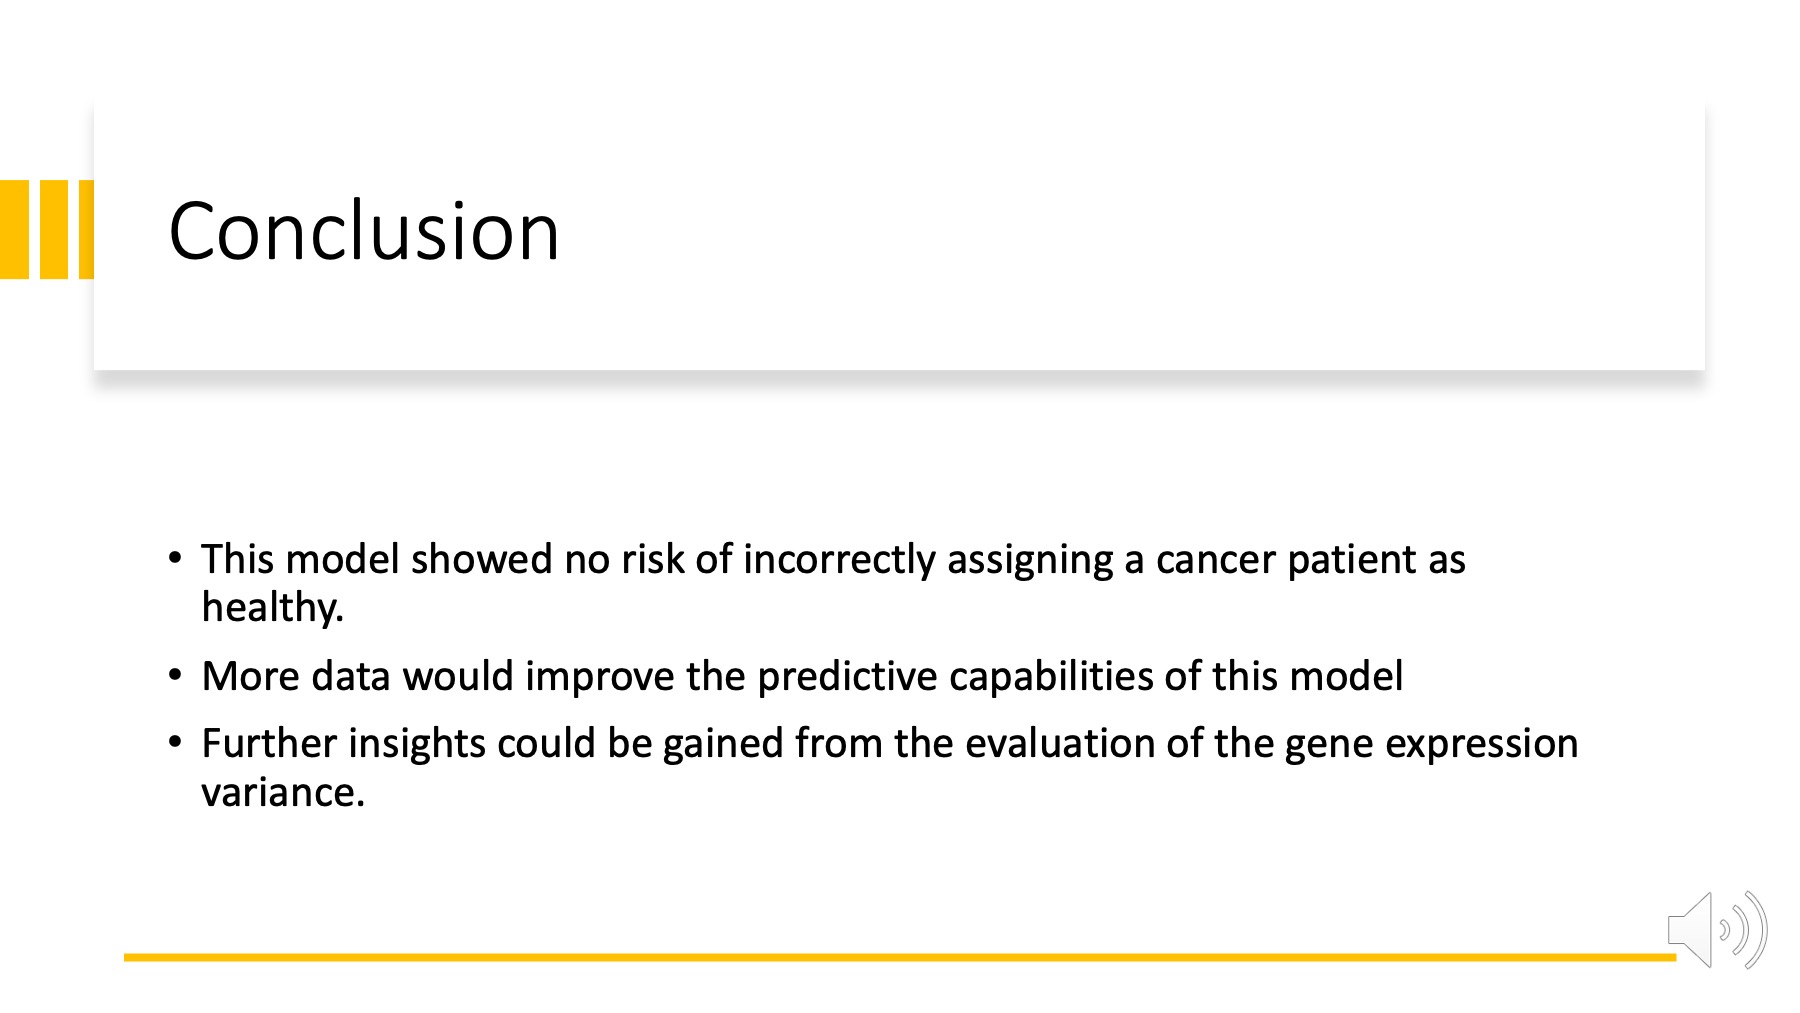 Conclusion
• This model showed no risk of incorrectly assigning a cancer patient as
healthy.
• More data would improve the predictive capabilities of this model
• Further insights could be gained from the evaluation of the gene expression
variance.